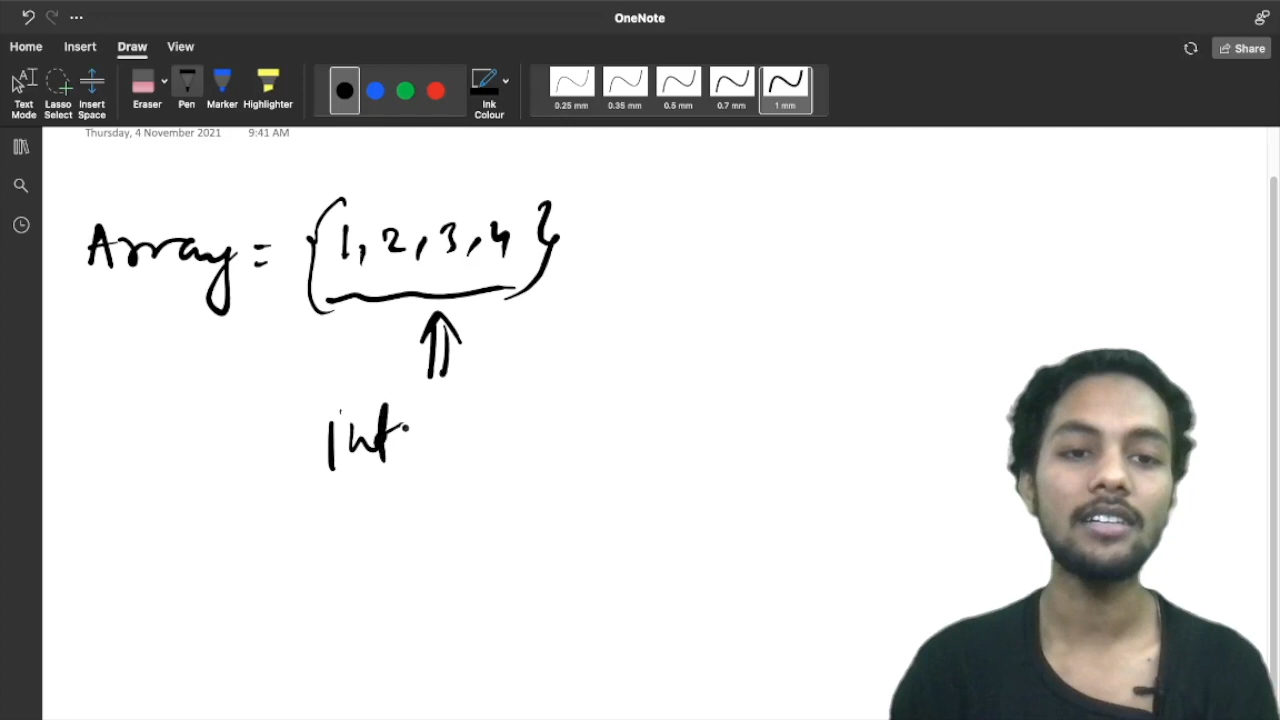 OneNote
Home Insert Draw View
Share
Text Mode
Lasso Select
Insert Space
Eraser
Pen
Marker
Highlighter
Ink Colour
0.25 mm
0.35 mm
0.5 mm
0.7 mm
1 mm
Thursday, 4 November 2021 9:41 AM
Array = {1, 2, 3, 4}
int